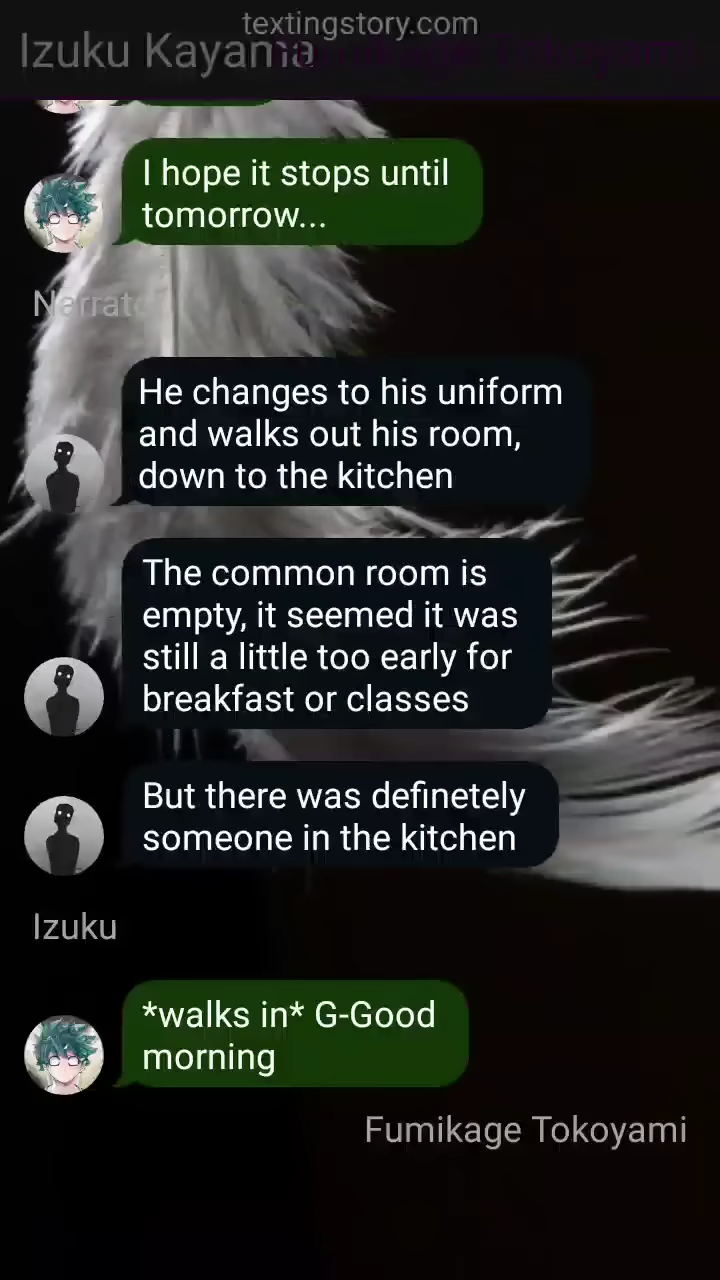 textingstory.com
Izuku Kayama
I hope it stops until
tomorrow...
Narrator
He changes to his uniform
and walks out his room,
down to the kitchen
The common room is
empty, it seemed it was
still a little too early for
breakfast or classes
But there was definetely
someone in the kitchen
Izuku
*walks in* G-Good
morning
Fumikage Tokoyami